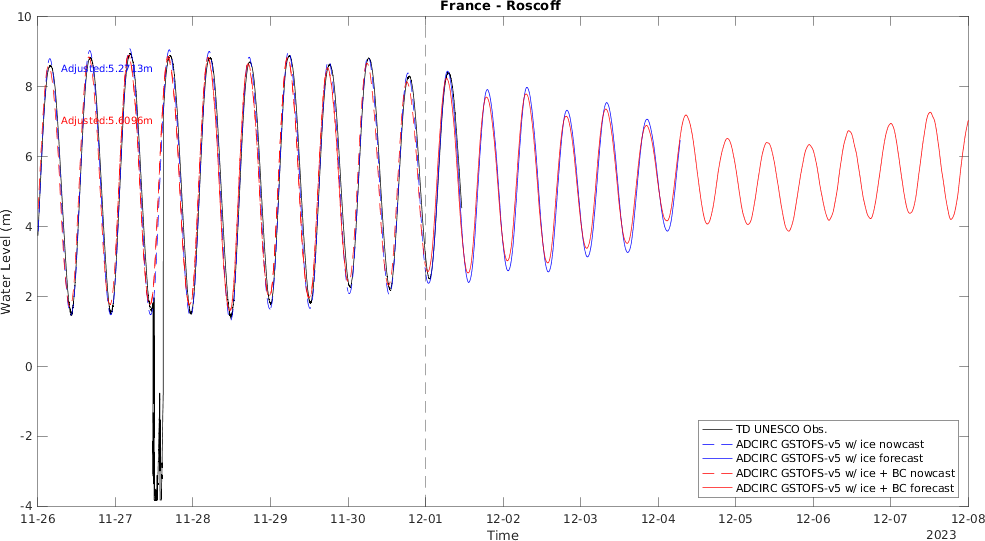 France - Roscoff
10
8
6
4
2
0
-2
-4
Water Level (m)
Adjusted:5.2713m
Adjusted:5.6096m
TD UNESCO Obs.
ADCIRC GSTOFS-v5 w/ ice nowcast
ADCIRC GSTOFS-v5 w/ ice forecast
ADCIRC GSTOFS-v5 w/ ice + BC nowcast
ADCIRC GSTOFS-v5 w/ ice + BC forecast
11-26 11-27 11-28 11-29 11-30 12-01 12-02 12-03 12-04 12-05 12-06 12-07 12-08
Time
2023